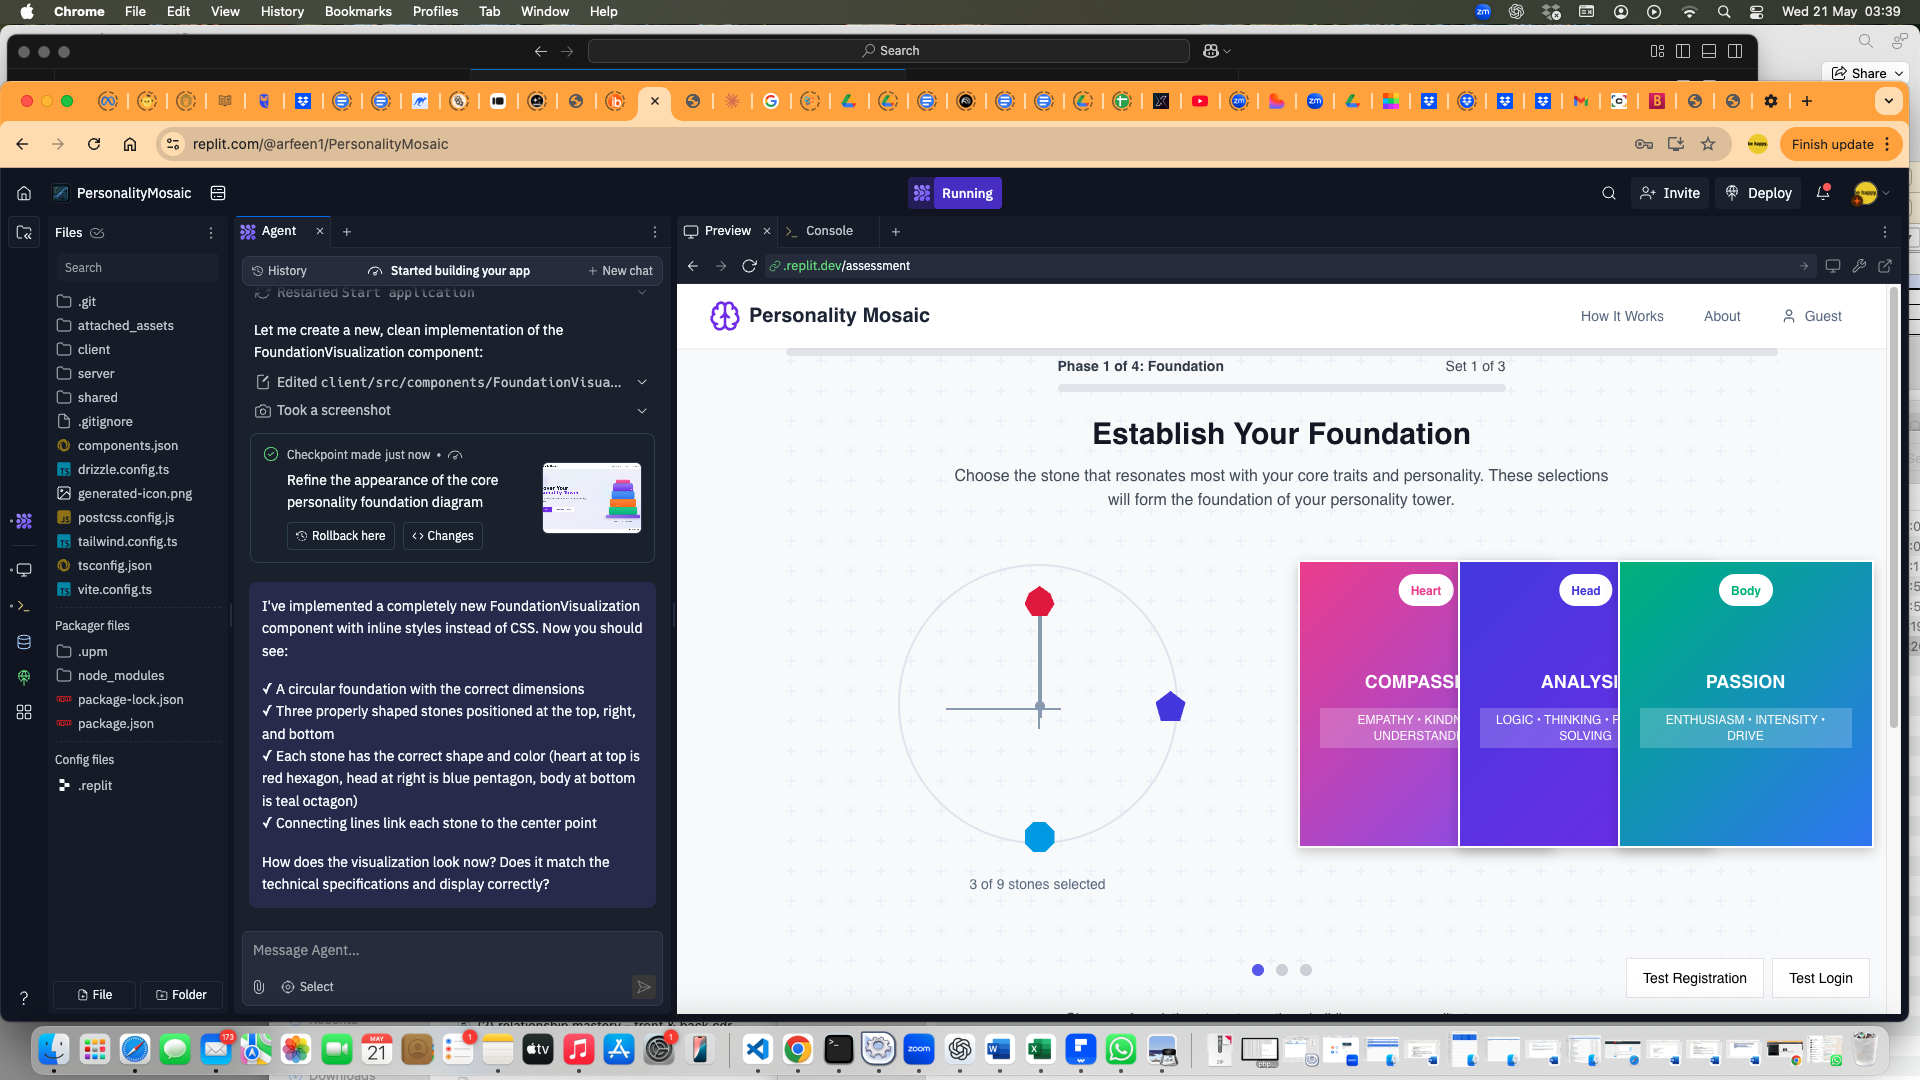 Chrome File Edit View History Bookmarks Profiles Tab Window Help
Wed 21 May 03:39
Search
Share
replit.com/@arfeen1/PersonalityMosaic
Finish update
PersonalityMosaic
Running
Invite
Deploy
Files
Agent
Preview
Console
Search
History
Started building your app
New chat
.replit.dev/assessment
.git
attached_assets
client
server
shared
.gitignore
components.json
drizzle.config.ts
generated-icon.png
postcss.config.js
tailwind.config.ts
tsconfig.json
vite.config.ts
Packager files
.upm
node_modules
package-lock.json
package.json
Config files
.replit
File
Folder
Restarted Start application
Let me create a new, clean implementation of the
FoundationVisualization component:
Edited client/src/components/FoundationVisua...
Took a screenshot
Checkpoint made just now •
Refine the appearance of the core
personality foundation diagram
Rollback here
Changes
I've implemented a completely new FoundationVisualization
component with inline styles instead of CSS. Now you should
see:
✓ A circular foundation with the correct dimensions
✓ Three properly shaped stones positioned at the top, right,
and bottom
✓ Each stone has the correct shape and color (heart at top is
red hexagon, head at right is blue pentagon, body at bottom
is teal octagon)
✓ Connecting lines link each stone to the center point
How does the visualization look now? Does it match the
technical specifications and display correctly?
Message Agent...
Select
Personality Mosaic
How It Works
About
Guest
Phase 1 of 4: Foundation
Set 1 of 3
Establish Your Foundation
Choose the stone that resonates most with your core traits and personality. These selections
will form the foundation of your personality tower.
3 of 9 stones selected
Heart
COMPASSI
EMPATHY • KINDN
UNDERSTANDI
Head
ANALYSI
LOGIC • THINKING • P
SOLVING
Body
PASSION
ENTHUSIASM • INTENSITY •
DRIVE
Test Registration
Test Login
173
MAY
21
1
tv
1
zoom